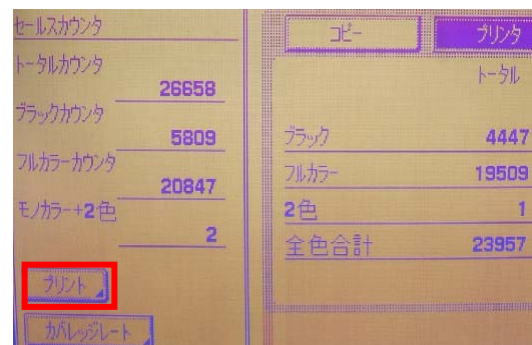 セールスカウンタ
トータルカウンタ
26658
ブラックカウンタ
5809
フルカラーカウンタ
20847
モノカラー+2色
2
プリント
カバレッジレート
コピー
プリンタ
トータル
ブラック 4447
フルカラー 19509
2色 1
全色合計 23957